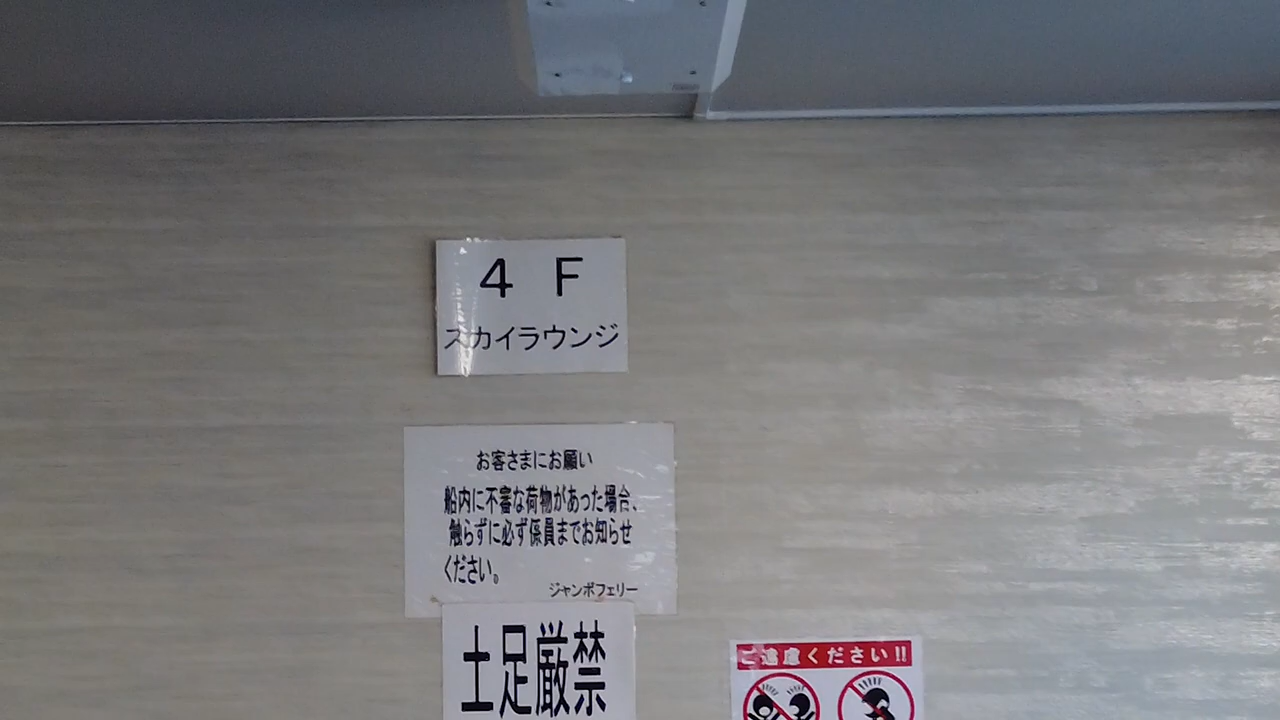 4 F
スカイラウンジ
お客さまにお願い
船内に不審な荷物があった場合、
触らずに必ず係員までお知らせ
ください。
ジャンボフェリー
土足厳禁
ご遠慮ください!!